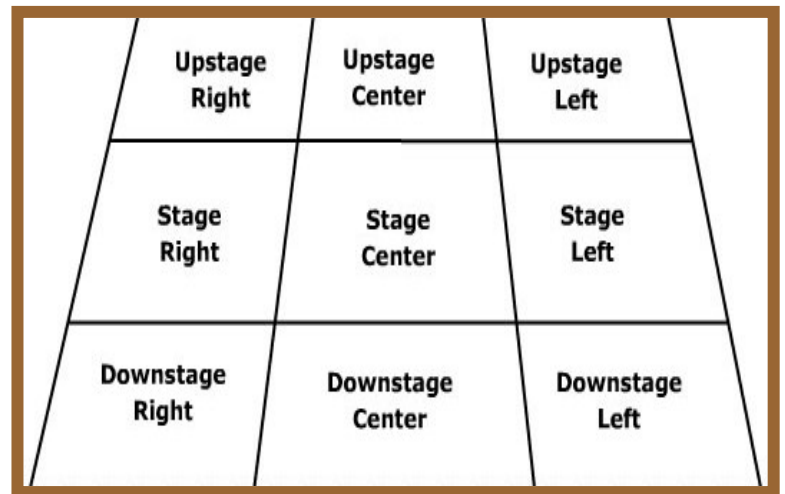 Upstage
Right
Upstage
Center
Upstage
Left
Stage
Right
Stage
Center
Stage
Left
Downstage
Right
Downstage
Center
Downstage
Left